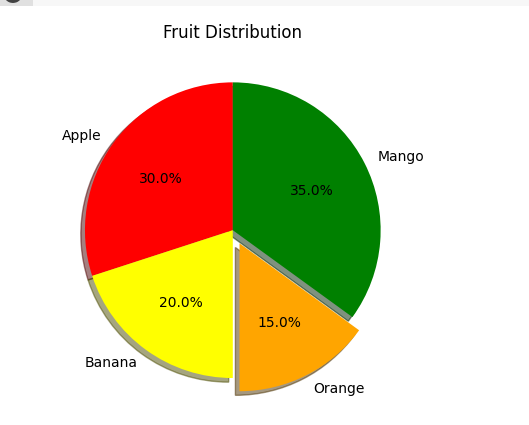 Fruit Distribution
Apple
30.0%
Mango
35.0%
20.0%
Banana
15.0%
Orange